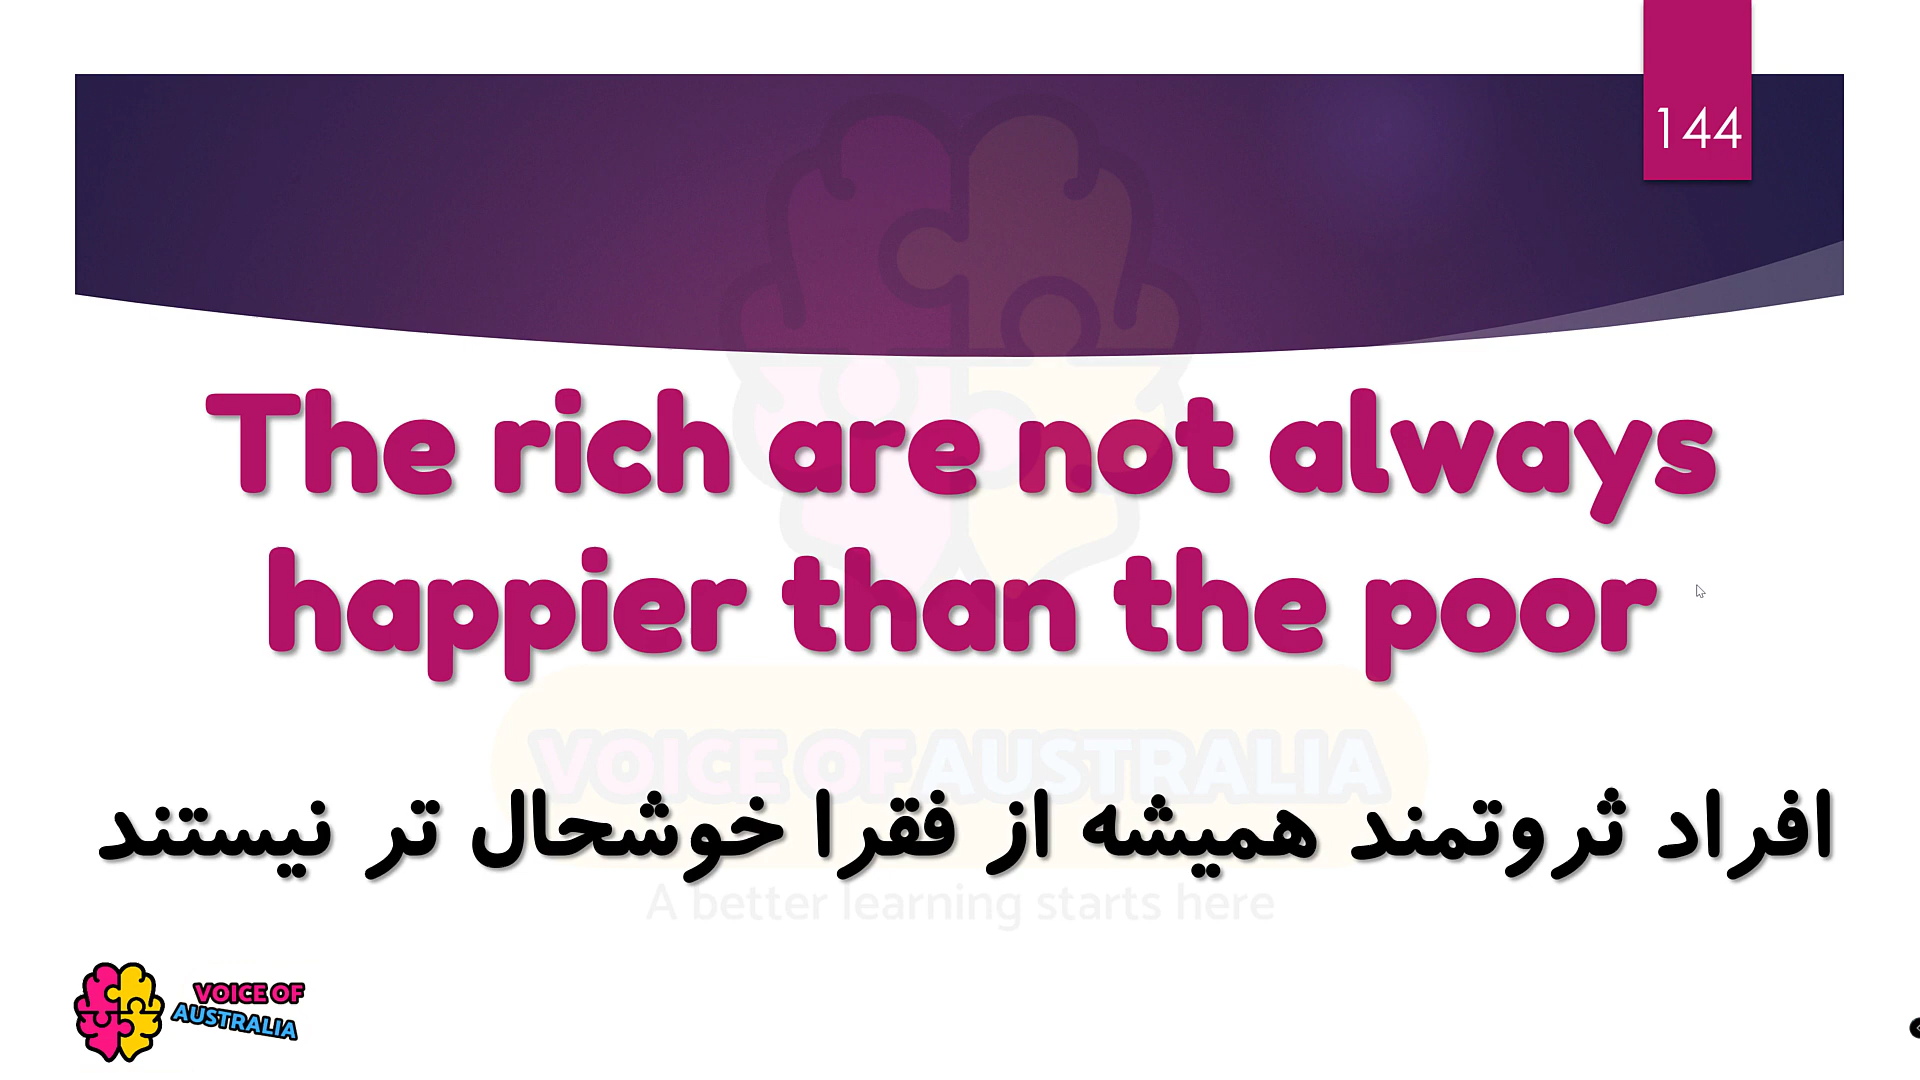 144
The rich are not always
happier than the poor
VOICE OF AUSTRALIA
افراد ثروتمند همیشه از فقرا خوشحال تر نیستند
A better learning starts here
VOICE OF
AUSTRALIA